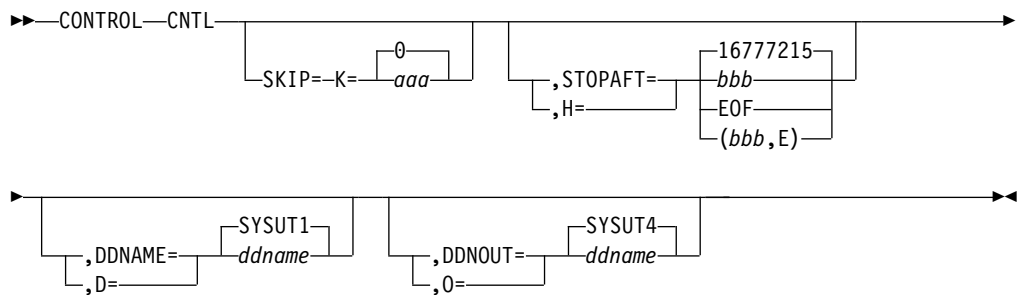 CONTROL CNTL
SKIP= K= 0
aaa
,STOPAFT=
,H=
16777215
bbb
EOF
(bbb,E)
,DDNAME=
,D=
SYSUT1
ddname
,DDNOUT=
,O=
SYSUT4
ddname